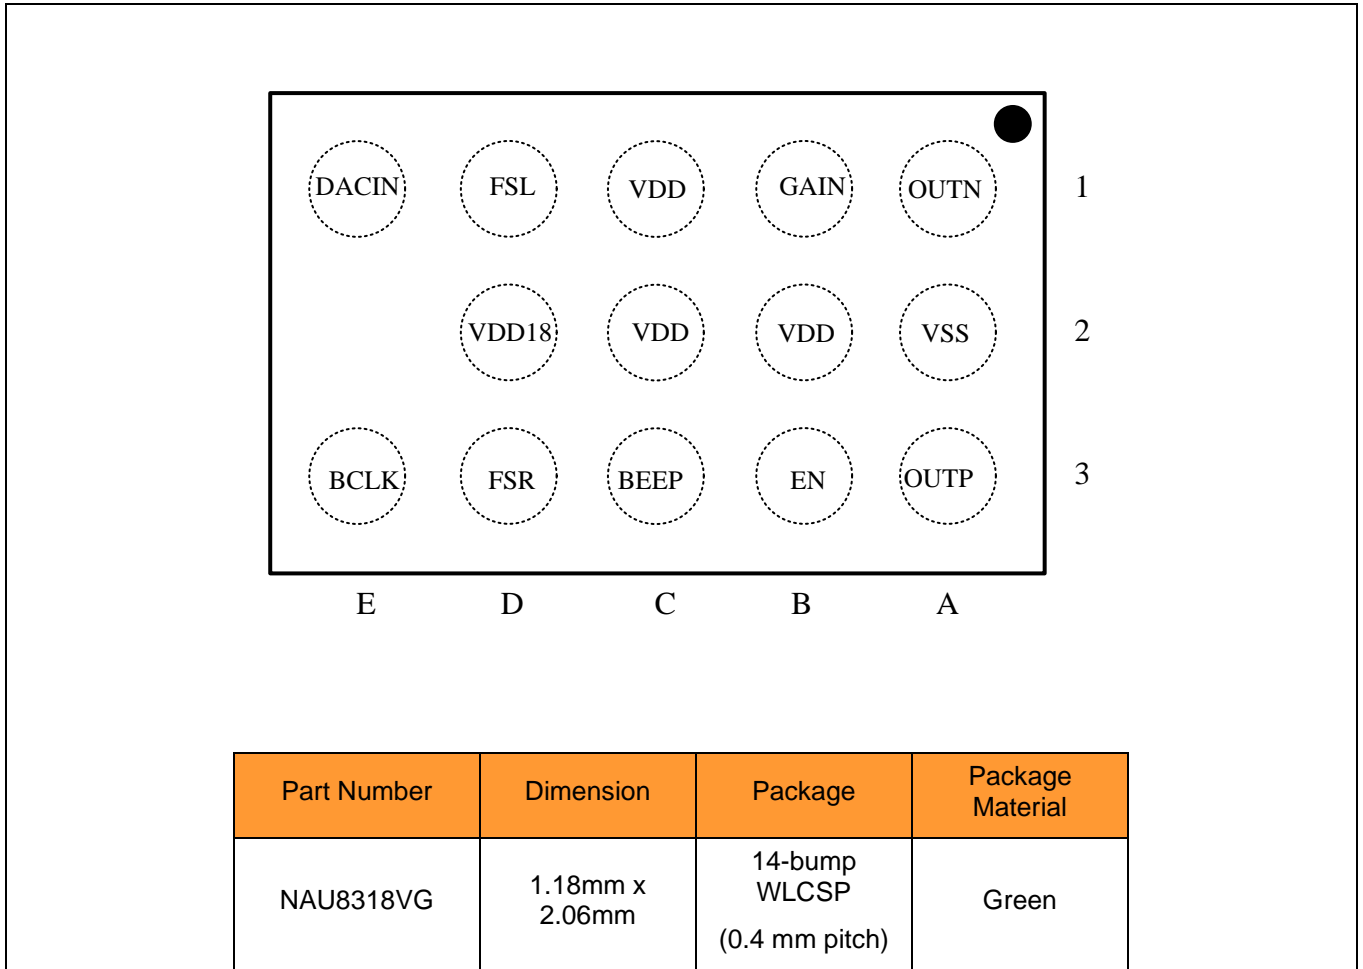 DACIN FSL VDD GAIN OUTN 1
VDD18 VDD VDD VSS 2
BCLK FSR BEEP EN OUTP 3
E D C B A
Part Number Dimension Package Package Material
NAU8318VG 1.18mm x 2.06mm 14-bump WLCSP (0.4 mm pitch) Green